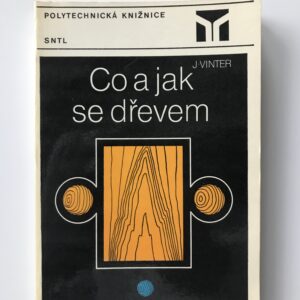 POLYTECHNICKÁ KNIŽNICE
SNTL
J. VINTER
Co a jak
se dřevem